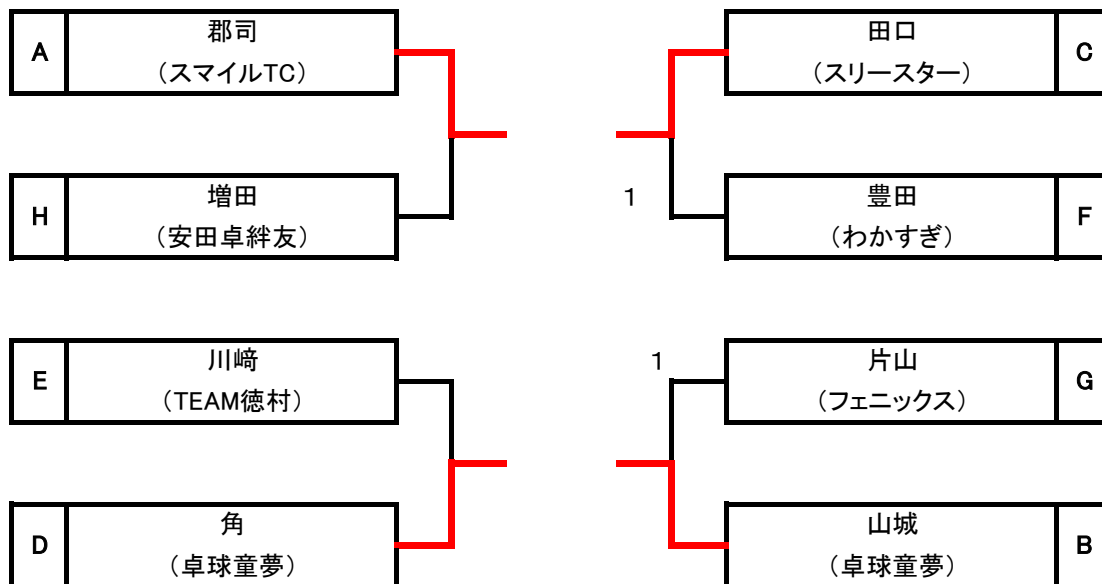 A
郡司
（スマイルTC）
H
増田
（安田卓絆友）
E
川﨑
（TEAM徳村）
D
角
（卓球童夢）
田口
（スリースター）
C
1
豊田
（わかすぎ）
F
1
片山
（フェニックス）
G
山城
（卓球童夢）
B